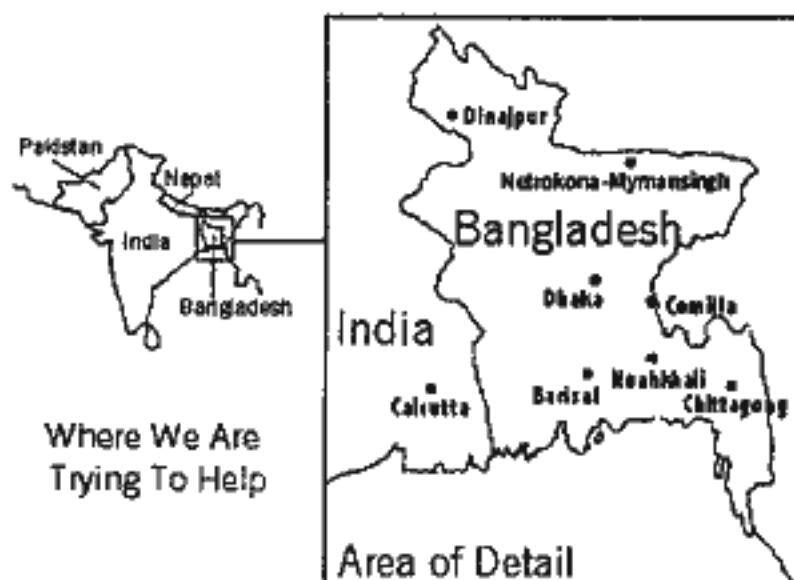 Pakistan
Nepal
India
Bangladesh
Where We Are
Trying To Help
Dinajpur
Netrokona-Mymansingh
Bangladesh
Dhaka
Comilla
India
Noahkhali
Barisal
Calcutta
Chittagong
Area of Detail